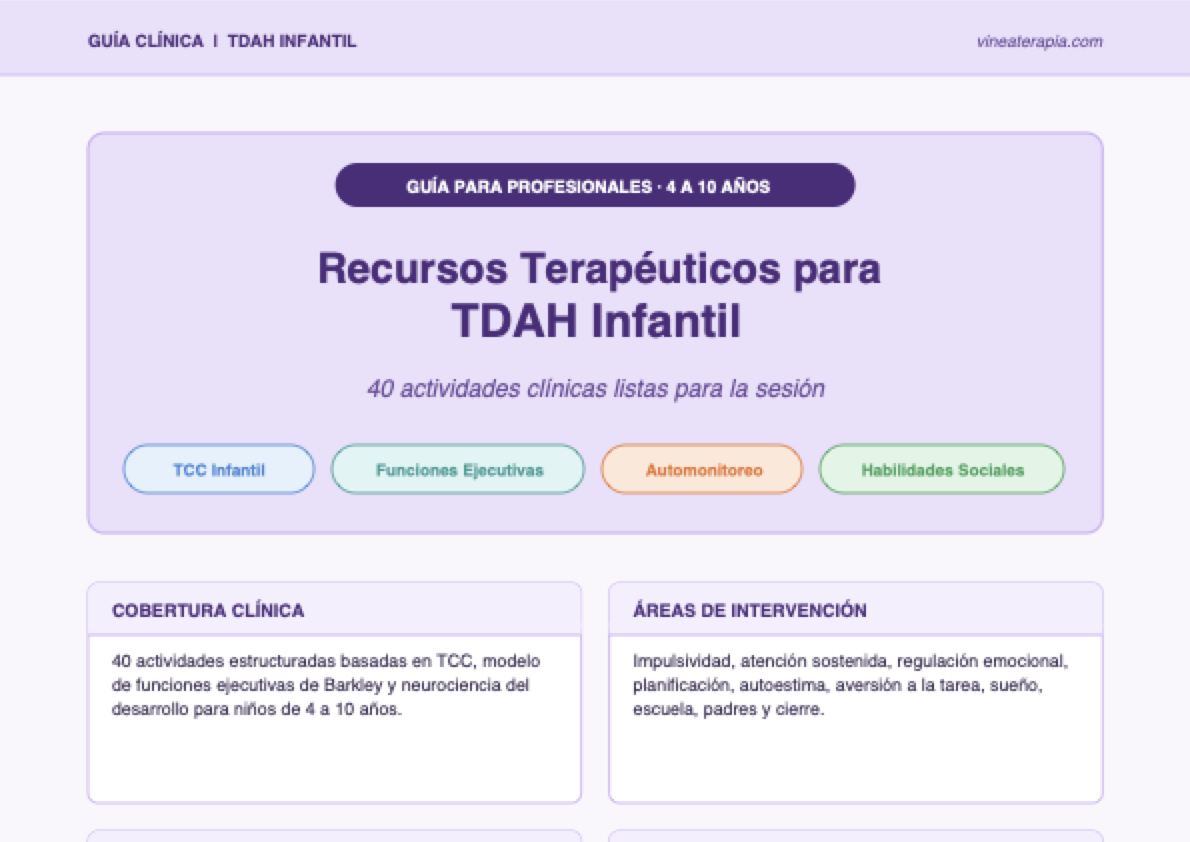 GUÍA CLÍNICA | TDAH INFANTIL
vineaterapia.com
GUÍA PARA PROFESIONALES · 4 A 10 AÑOS
Recursos Terapéuticos para
TDAH Infantil
40 actividades clínicas listas para la sesión
TCC Infantil
Funciones Ejecutivas
Automonitoreo
Habilidades Sociales
COBERTURA CLÍNICA
40 actividades estructuradas basadas en TCC, modelo
de funciones ejecutivas de Barkley y neurociencia del
desarrollo para niños de 4 a 10 años.
ÁREAS DE INTERVENCIÓN
Impulsividad, atención sostenida, regulación emocional,
planificación, autoestima, aversión a la tarea, sueño,
escuela, padres y cierre.